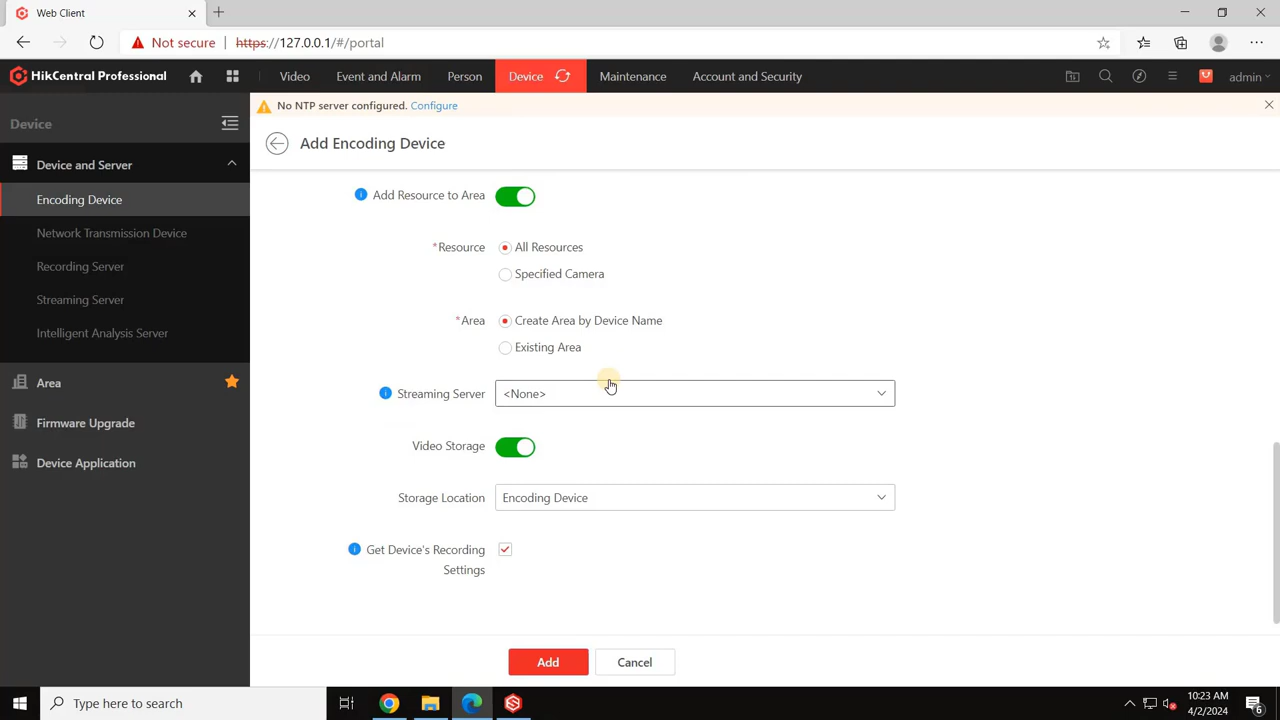 Web Client
Not secure https://127.0.0.1/#/portal
HikCentral Professional Video Event and Alarm Person Device Maintenance Account and Security admin
Device
No NTP server configured. Configure
Add Encoding Device
Device and Server
Encoding Device
Network Transmission Device
Recording Server
Streaming Server
Intelligent Analysis Server
Area
Firmware Upgrade
Device Application
Add Resource to Area
*Resource All Resources
Specified Camera
*Area Create Area by Device Name
Existing Area
Streaming Server <None>
Video Storage
Storage Location Encoding Device
Get Device's Recording
Settings
Add Cancel
Type here to search
10:23 AM
4/2/2024
6